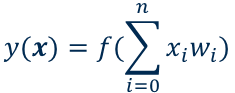 y(x) = f(∑_{i=0}^{n} x_i w_i)